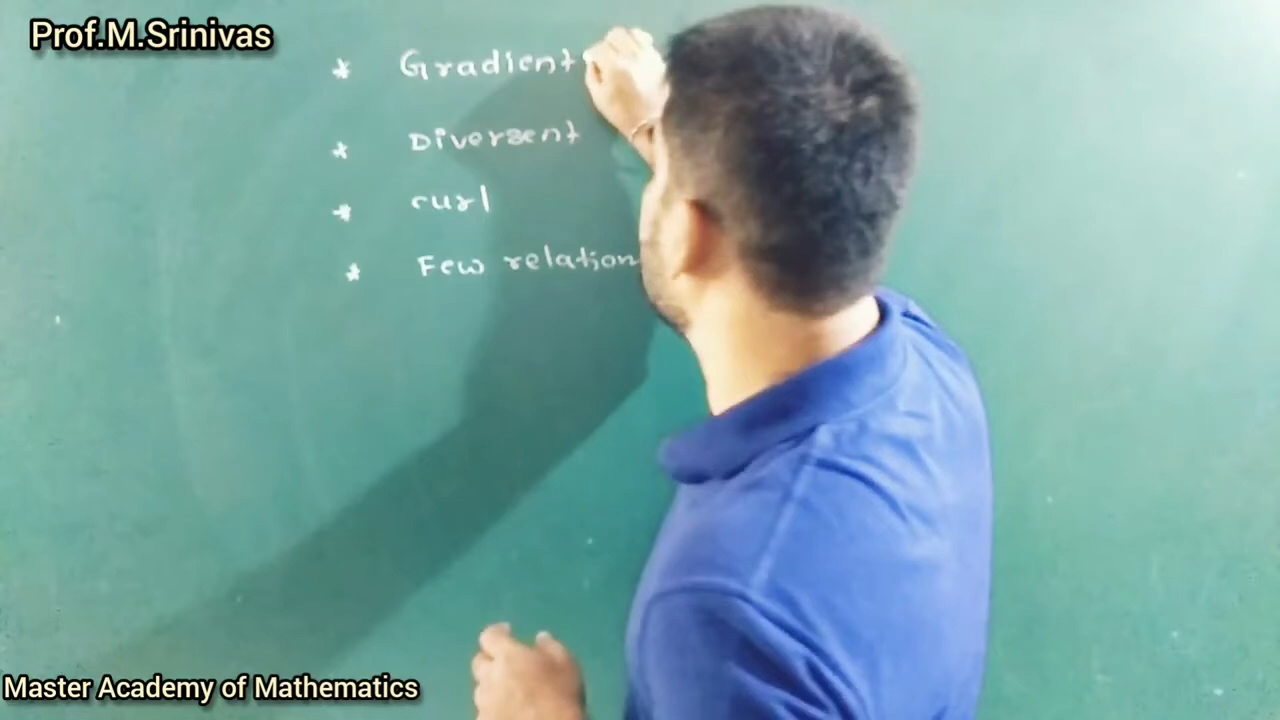 Prof.M.Srinivas
* Gradient
* Divergent
* curl
* Few relation
Master Academy of Mathematics